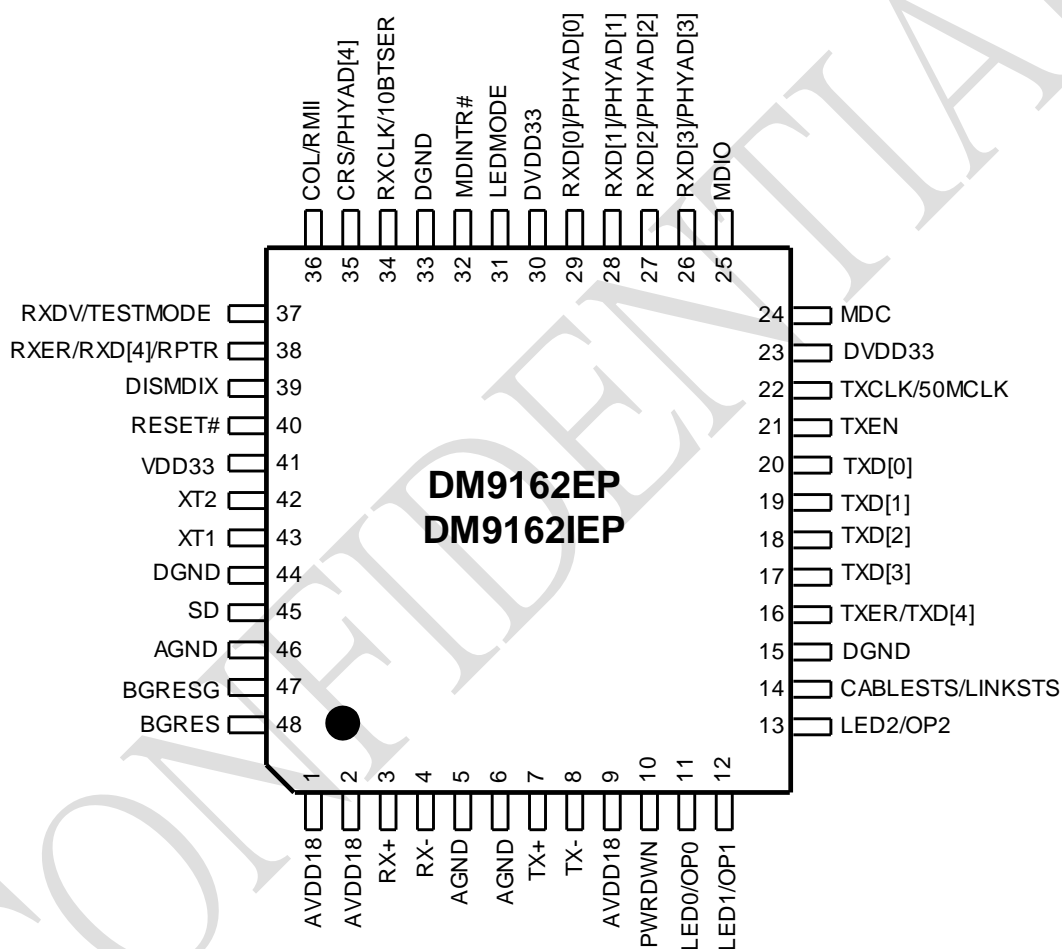 COL/RMII
CRS/PHYAD[4]
RXCLK/10BTSER
DGND
MDINTR#
LEDMODE
DVDD33
RXD[0]/PHYAD[0]
RXD[1]/PHYAD[1]
RXD[2]/PHYAD[2]
RXD[3]/PHYAD[3]
MDIO
36
35
34
33
32
31
30
29
28
27
26
25
RXDV/TESTMODE 37
RXER/RXD[4]/RPTR 38
DISMDIX 39
RESET# 40
VDD33 41
XT2 42
XT1 43
DGND 44
SD 45
AGND 46
BGRESG 47
BGRES 48
DM9162EP
DM9162IEP
24 MDC
23 DVDD33
22 TXCLK/50MCLK
21 TXEN
20 TXD[0]
19 TXD[1]
18 TXD[2]
17 TXD[3]
16 TXER/TXD[4]
15 DGND
14 CABLESTS/LINKSTS
13 LED2/OP2
1
2
3
4
5
6
7
8
9
10
11
12
AVDD18
AVDD18
RX+
RX-
AGND
AGND
TX+
TX-
AVDD18
PWRDWN
LED0/OP0
LED1/OP1
CONFIDENTIA